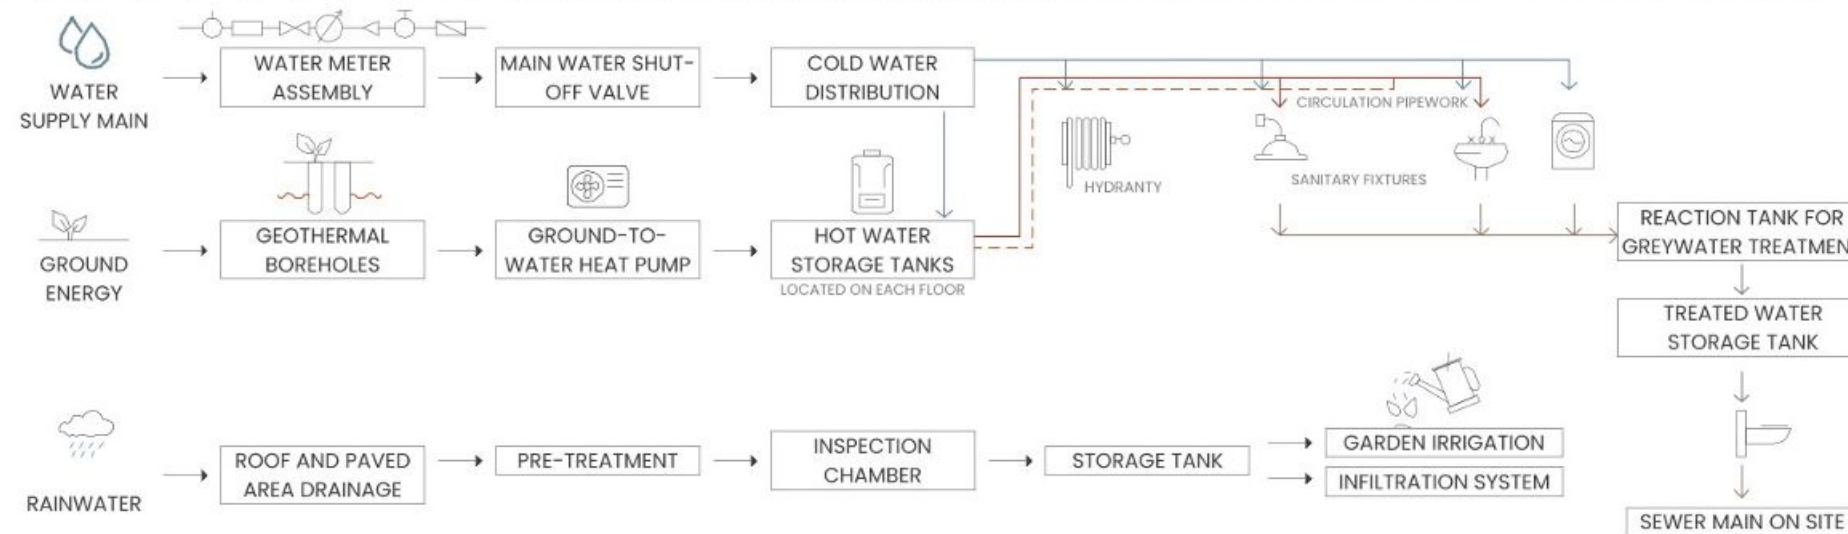 WATER
SUPPLY MAIN
WATER METER
ASSEMBLY
MAIN WATER SHUT-
OFF VALVE
COLD WATER
DISTRIBUTION
CIRCULATION PIPEWORK
HYDRANTY
SANITARY FIXTURES
GROUND
ENERGY
GEOTHERMAL
BOREHOLES
GROUND-TO-
WATER HEAT PUMP
HOT WATER
STORAGE TANKS
LOCATED ON EACH FLOOR
REACTION TANK FOR
GREYWATER TREATMEN
TREATED WATER
STORAGE TANK
RAINWATER
ROOF AND PAVED
AREA DRAINAGE
PRE-TREATMENT
INSPECTION
CHAMBER
STORAGE TANK
GARDEN IRRIGATION
INFILTRATION SYSTEM
SEWER MAIN ON SITE